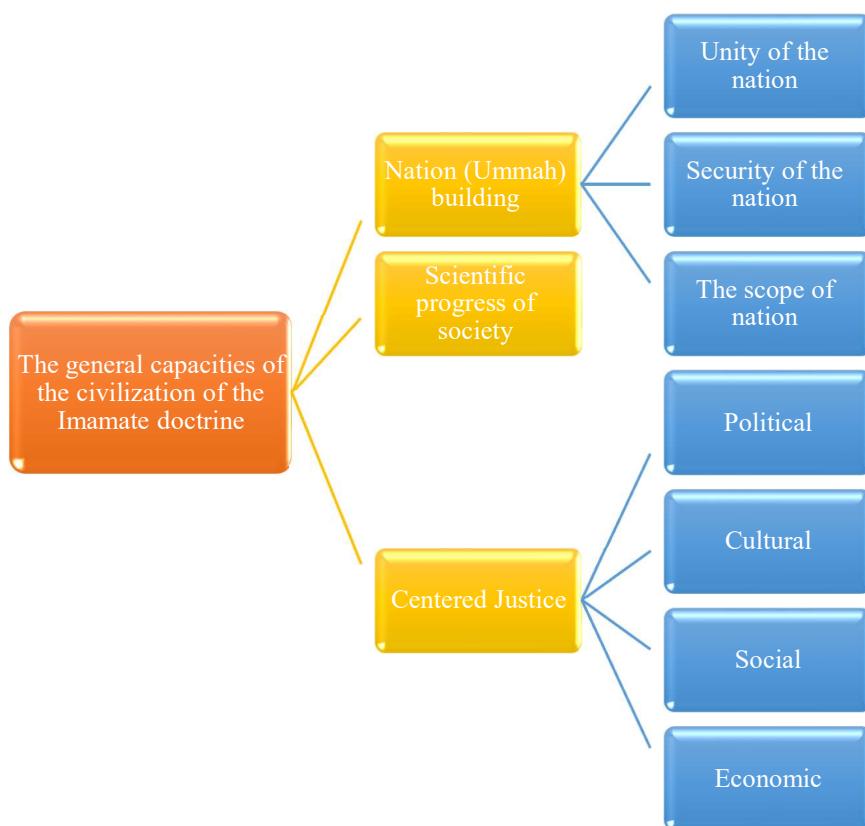 Unity of the
nation
Nation (Ummah)
building
Security of the
nation
Scientific
progress of
society
The scope of
nation
The general capacities of
the civilization of the
Imamate doctrine
Political
Cultural
Centered Justice
Social
Economic